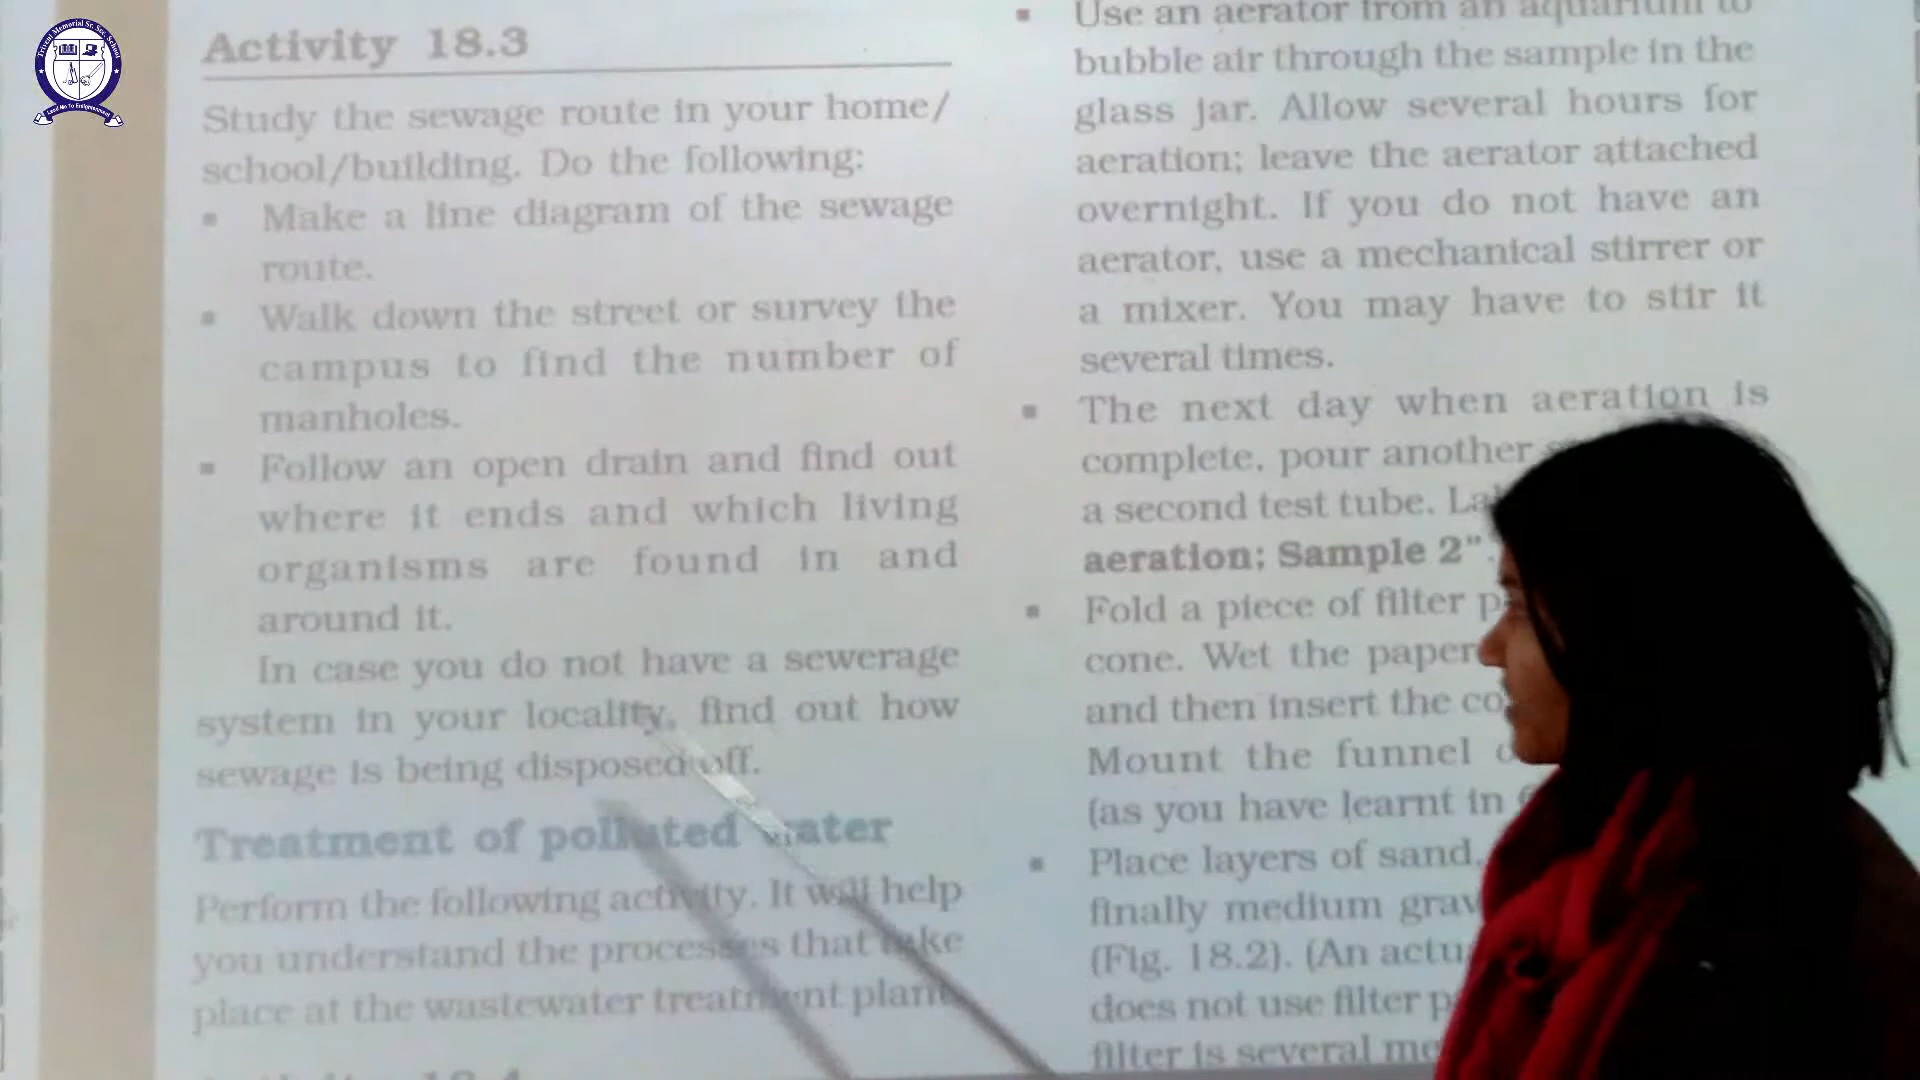 Activity 18.3
Study the sewage route in your home/
school/building. Do the following:
▪ Make a line diagram of the sewage
route.
▪ Walk down the street or survey the
campus to find the number of
manholes.
▪ Follow an open drain and find out
where it ends and which living
organisms are found in and
around it.
In case you do not have a sewerage
system in your locality, find out how
sewage is being disposed off.
Treatment of polluted water
Perform the following activity. It will help
you understand the processes that take
place at the wastewater treatment plant.
▪ Use an aerator from an aquarium to
bubble air through the sample in the
glass jar. Allow several hours for
aeration; leave the aerator attached
overnight. If you do not have an
aerator, use a mechanical stirrer or
a mixer. You may have to stir it
several times.
▪ The next day when aeration is
complete, pour another
a second test tube.
aeration; Sample 2".
▪ Fold a piece of filter
cone. Wet the paper
and then insert the
Mount the funnel
(as you have learnt in
▪ Place layers of sand,
finally medium
(Fig. 18.2). (An
does not use filter
filter is several